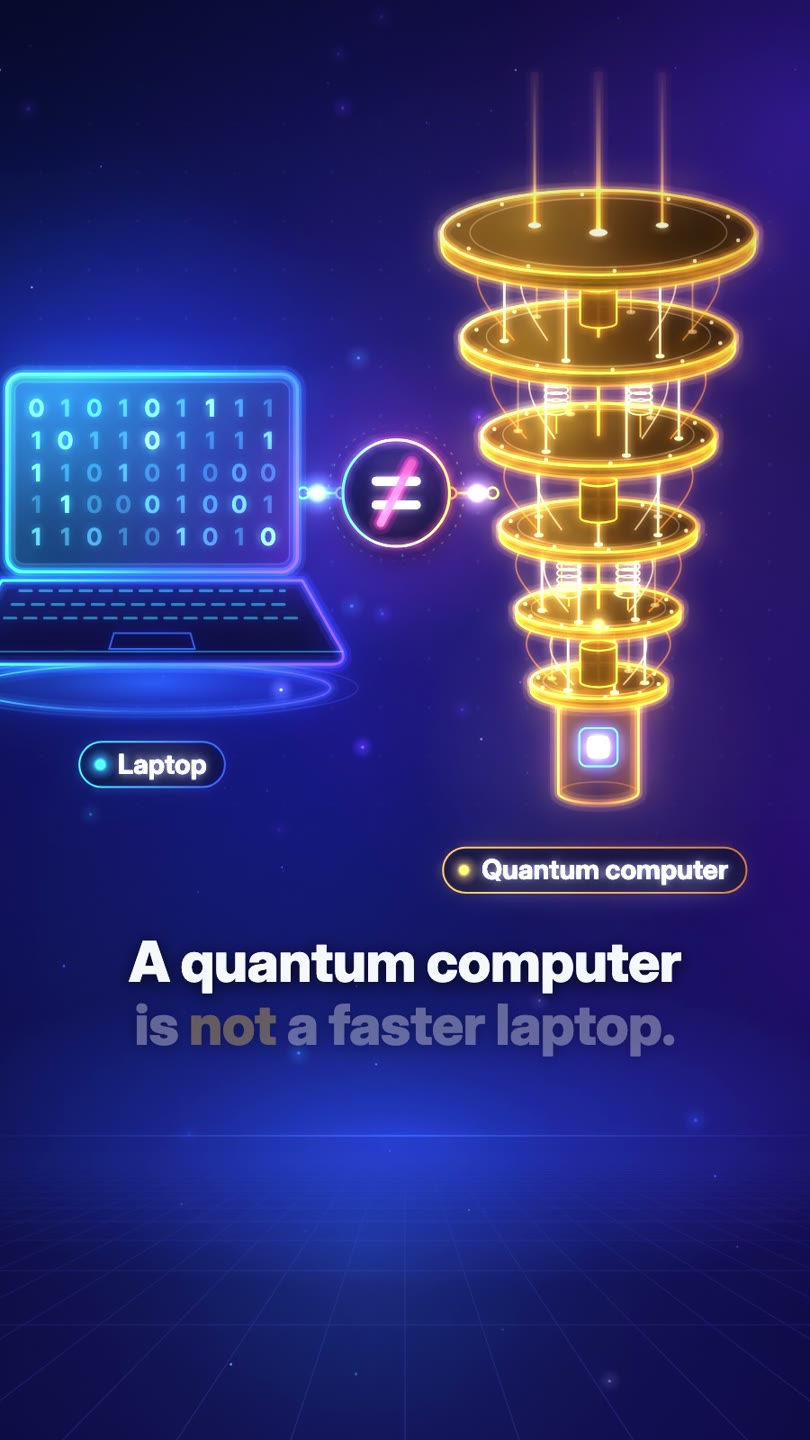 0 1 0 1 0 1 1 1 1
1 0 1 1 0 1 1 1 1
1 1 0 1 0 1 0 0 0
1 1 0 0 0 1 0 0 1
1 1 0 1 0 1 0 1 0
≠
Laptop
Quantum computer
A quantum computer
is not a faster laptop.